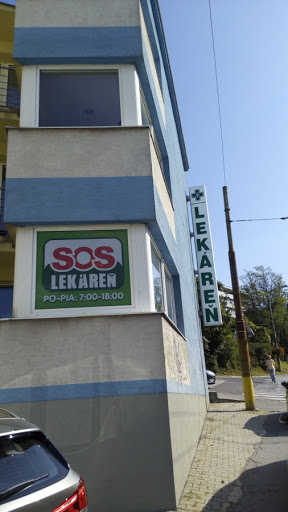 SOS
LEKÁREŇ
PO-PIA: 7:00-18:00
LEKÁREŇ